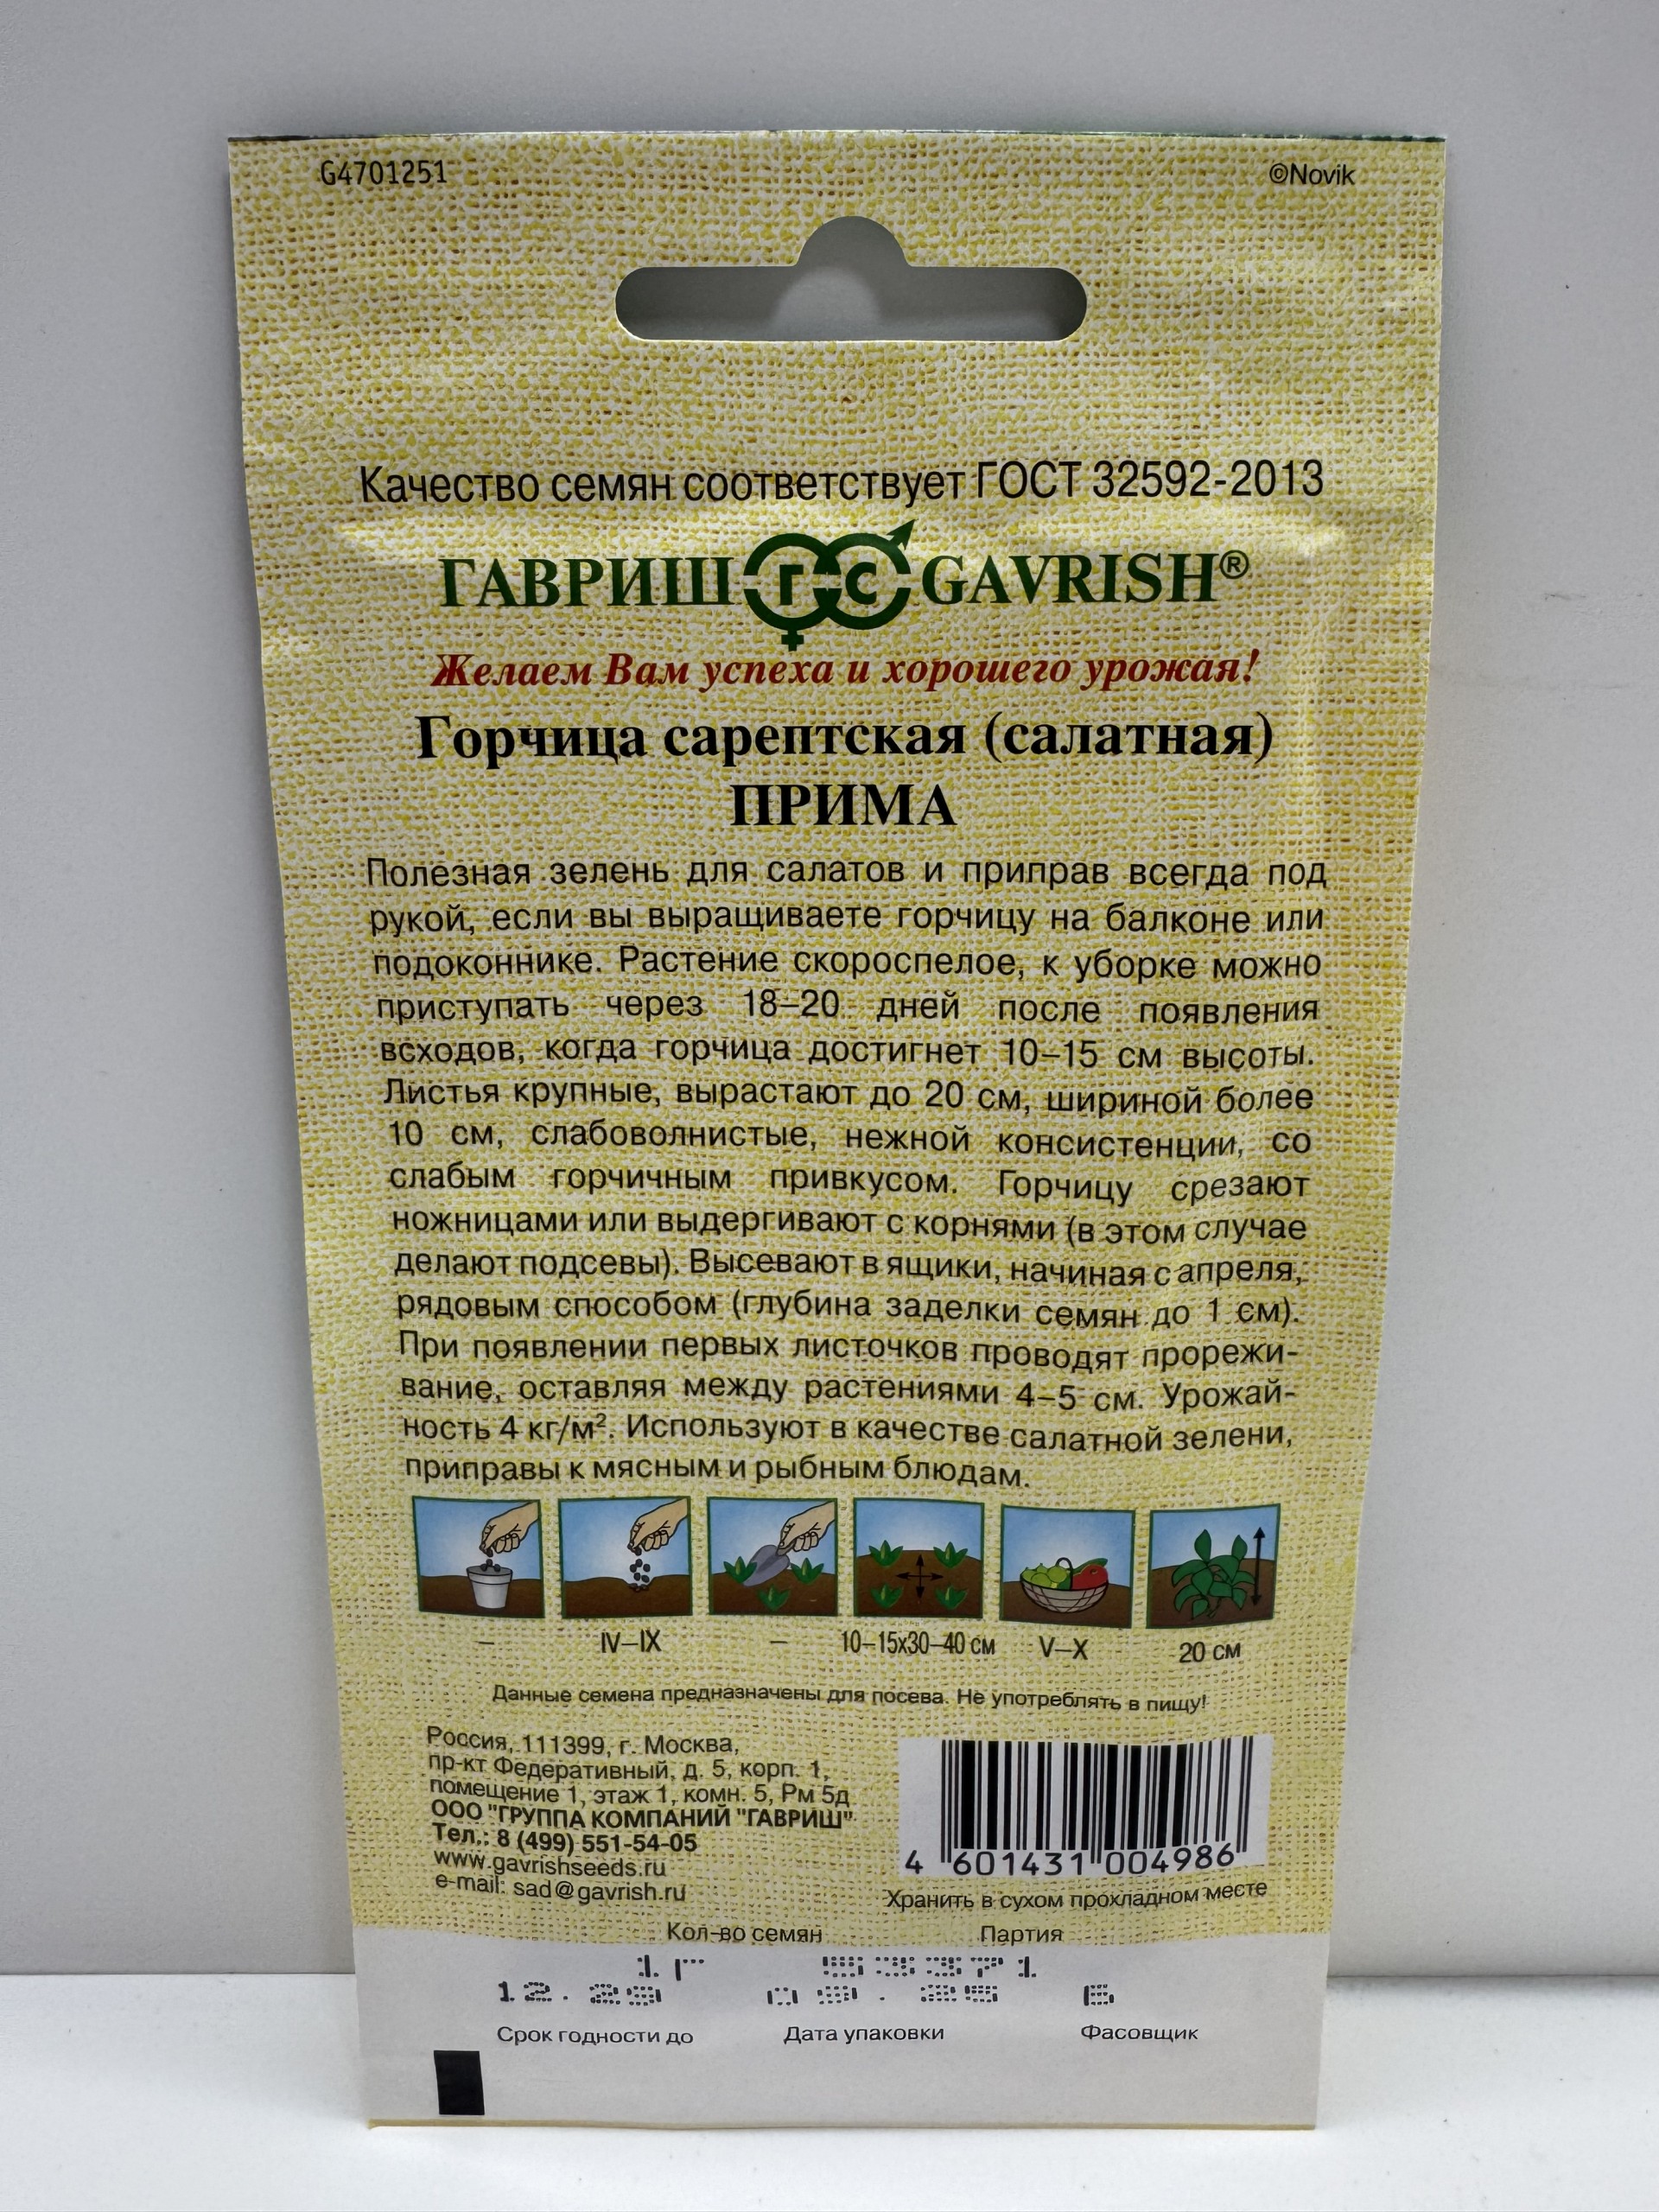 G4701251
©Novik
Качество семян соответствует ГОСТ 32592-2013
ГАВРИШ ГС GAVRISH®
Желаем Вам успеха и хорошего урожая!
Горчица сарептская (салатная)
ПРИМА
Полезная зелень для салатов и приправ всегда под
рукой, если вы выращиваете горчицу на балконе или
подоконнике. Растение скороспелое, к уборке можно
приступать через 18–20 дней после появления
всходов, когда горчица достигнет 10–15 см высоты.
Листья крупные, вырастают до 20 см, шириной более
10 см, слабоволнистые, нежной консистенции, со
слабым горчичным привкусом. Горчицу срезают
ножницами или выдергивают с корнями (в этом случае
делают подсевы). Высевают в ящики, начиная с апреля,
рядовым способом (глубина заделки семян до 1 см).
При появлении первых листочков проводят прорежи-
вание, оставляя между растениями 4–5 см. Урожай-
ность 4 кг/м². Используют в качестве салатной зелени,
приправы к мясным и рыбным блюдам.
– IV–IX – 10–15х30–40 см V–X 20 см
Данные семена предназначены для посева. Не употреблять в пищу!
Россия, 111399, г. Москва,
пр-кт Федеративный, д. 5, корп. 1,
помещение 1, этаж 1, комн. 5, Рм 5д
ООО "ГРУППА КОМПАНИЙ "ГАВРИШ"
Тел.: 8 (499) 551-54-05
www.gavrishseeds.ru
e-mail: sad@gavrish.ru
4 601431 004986
Хранить в сухом прохладном месте
Кол-во семян Партия
1г 53371
12.29 09.25 Б
Срок годности до Дата упаковки Фасовщик